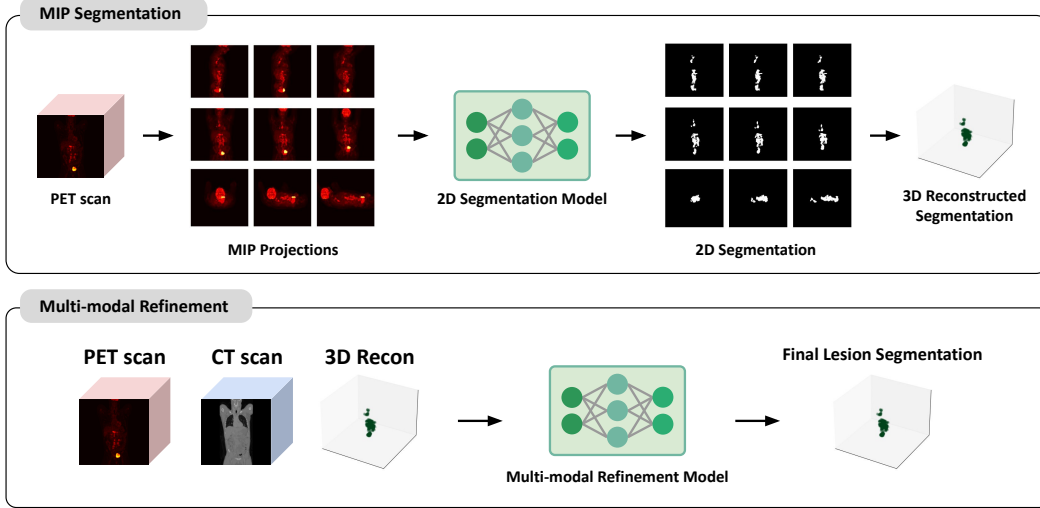 MIP Segmentation
PET scan
MIP Projections
2D Segmentation Model
2D Segmentation
3D Reconstructed
Segmentation
Multi-modal Refinement
PET scan
CT scan
3D Recon
Multi-modal Refinement Model
Final Lesion Segmentation